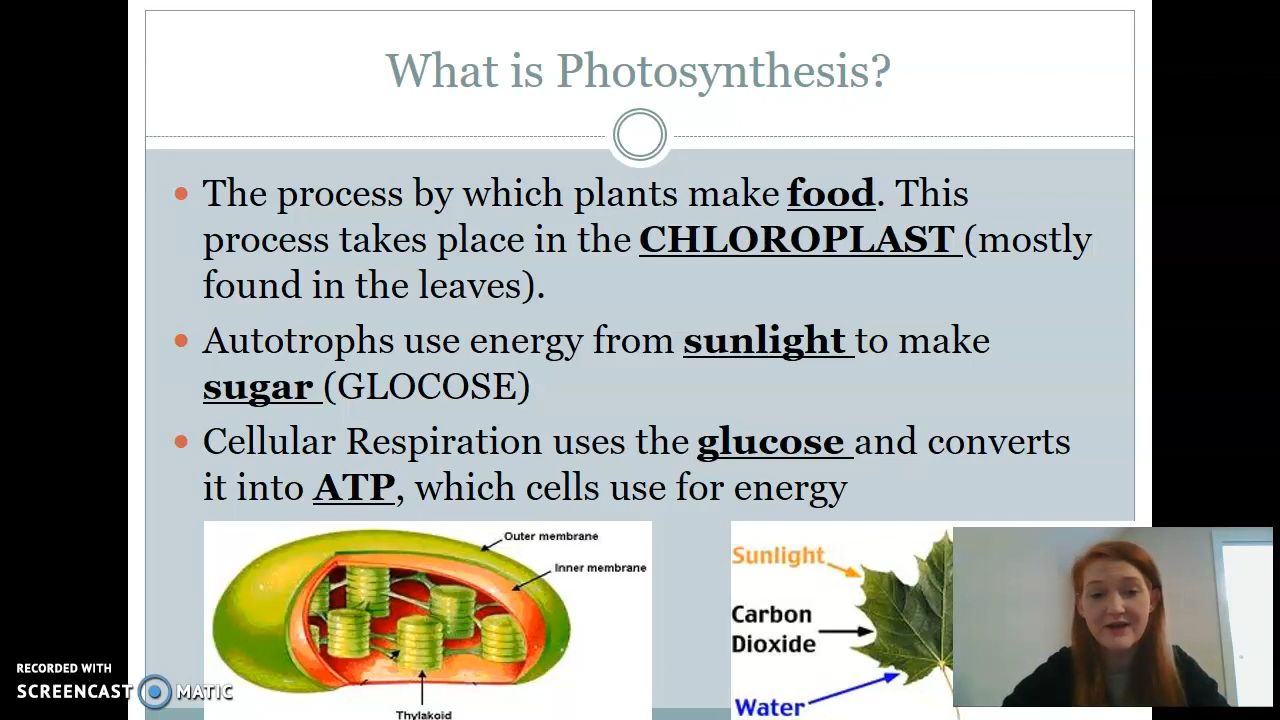 What is Photosynthesis?
The process by which plants make food. This
process takes place in the CHLOROPLAST (mostly
found in the leaves).
Autotrophs use energy from sunlight to make
sugar (GLOCOSE)
Cellular Respiration uses the glucose and converts
it into ATP, which cells use for energy
Outer membrane
Inner membrane
Thylakoid
Sunlight
Carbon
Dioxide
Water
RECORDED WITH
SCREENCAST MATIC